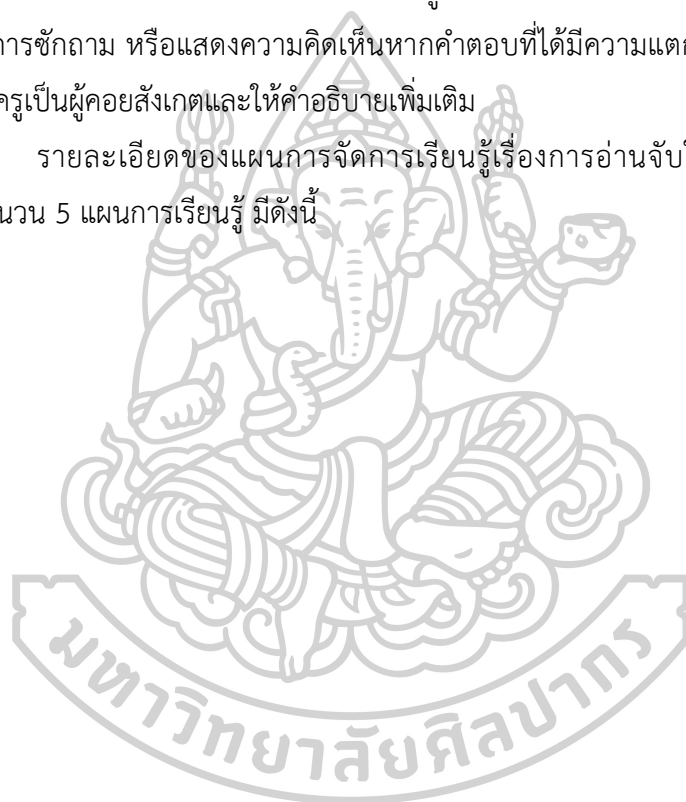 การซักถาม หรือแสดงความคิดเห็นหากคำตอบที่ได้มีความแตก
ครูเป็นผู้คอยสังเกตและให้คำอธิบายเพิ่มเติม
รายละเอียดของแผนการจัดการเรียนรู้เรื่องการอ่านจับใ
นวน 5 แผนการเรียนรู้ มีดังนี้
มหาวิทยาลัยศิลปากร